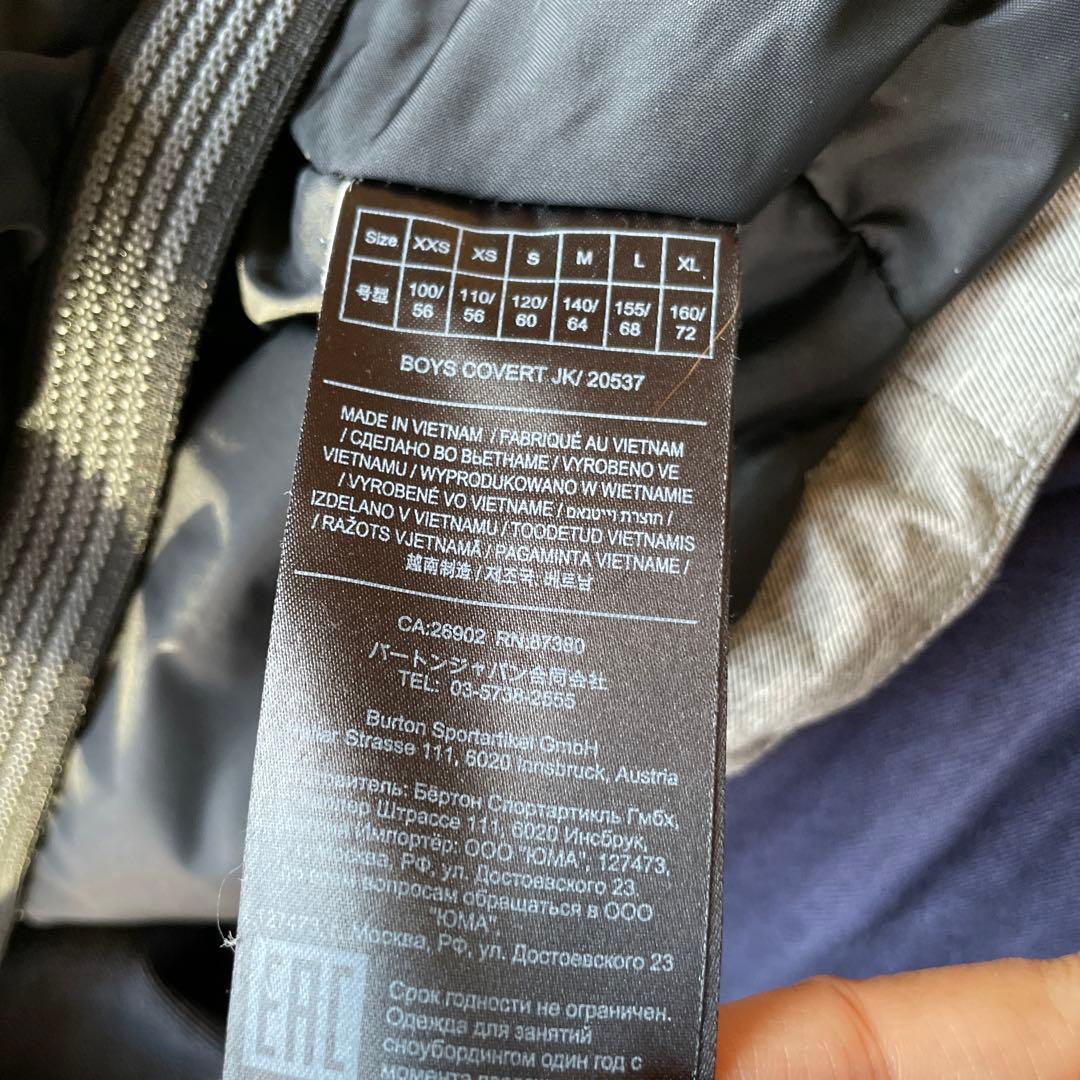 Size XXS XS S M L XL
号型 100/56 110/56 120/60 140/64 155/68 160/72
BOYS COVERT JK/ 20537
MADE IN VIETNAM / FABRIQUÉ AU VIETNAM
/ СДЕЛАНО ВО ВЬЕТНАМЕ / VYROBENO VE
VIETNAMU / WYPRODUKOWANO W WIETNAMIE
/ VYROBENÉ VO VIETNAME / תוצרת וייטנאם /
IZDELANO V VIETNAMU / TOODETUD VIETNAMIS
/ RAŽOTS VJETNAMĀ / PAGAMINTA VIETNAME /
越南制造 / 제조국 베트남
CA:26902 RN:87380
バートンジャパン合同会社
TEL: 03-5738-2555
Burton Sportartikel GmbH
Strasse 111, 6020 Innsbruck, Austria
Бёртон Спортартикль Гмбх,
Штрассе 111, 6020 Инсбрук,
Импортёр: ООО "ЮМА", 127473,
РФ, ул. Достоевского 23
вопросам обращаться в ООО
"ЮМА",
127473, г. Москва, РФ, ул. Достоевского 23
EAC
Срок годности не ограничен.
Одежда для занятий
сноубордингом один год с
момента